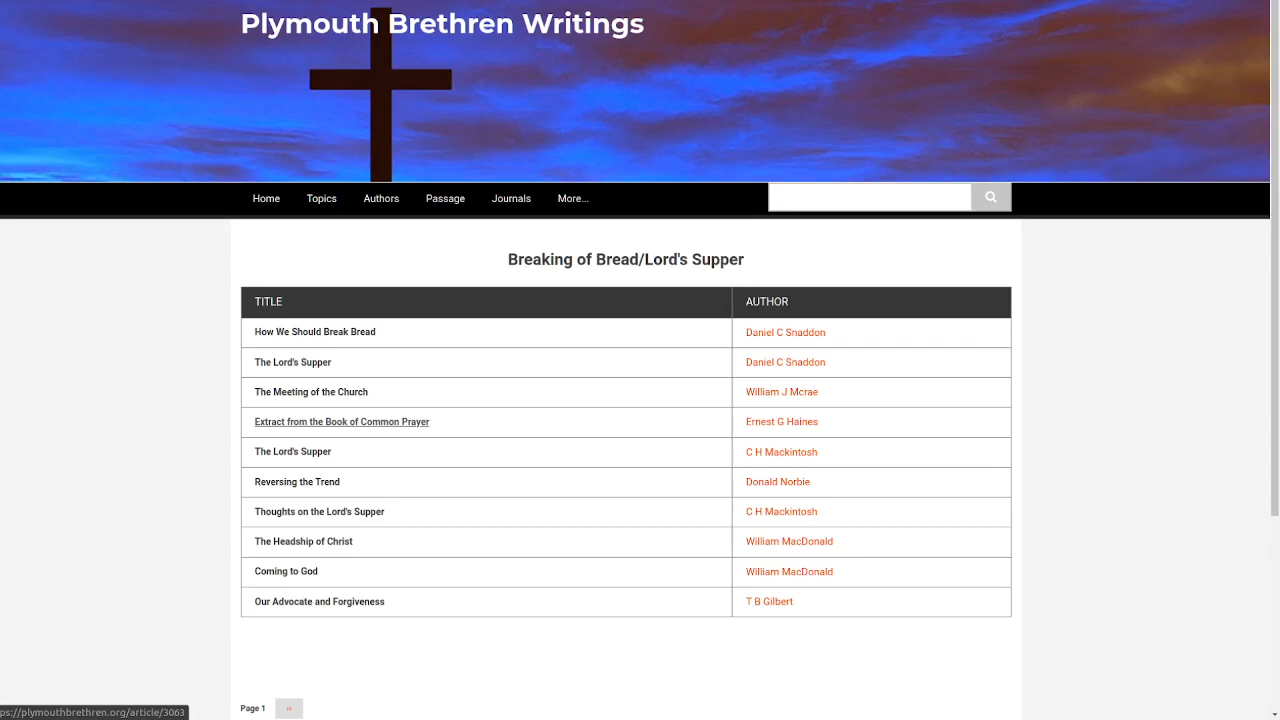 Plymouth Brethren Writings
Home Topics Authors Passage Journals More...
Breaking of Bread/Lord's Supper
TITLE AUTHOR
How We Should Break Bread Daniel C Snaddon
The Lord's Supper Daniel C Snaddon
The Meeting of the Church William J Mcrae
Extract from the Book of Common Prayer Ernest G Haines
The Lord's Supper C H Mackintosh
Reversing the Trend Donald Norbie
Thoughts on the Lord's Supper C H Mackintosh
The Headship of Christ William MacDonald
Coming to God William MacDonald
Our Advocate and Forgiveness T B Gilbert
Page 1 ››
ps://plymouthbrethren.org/article/3063